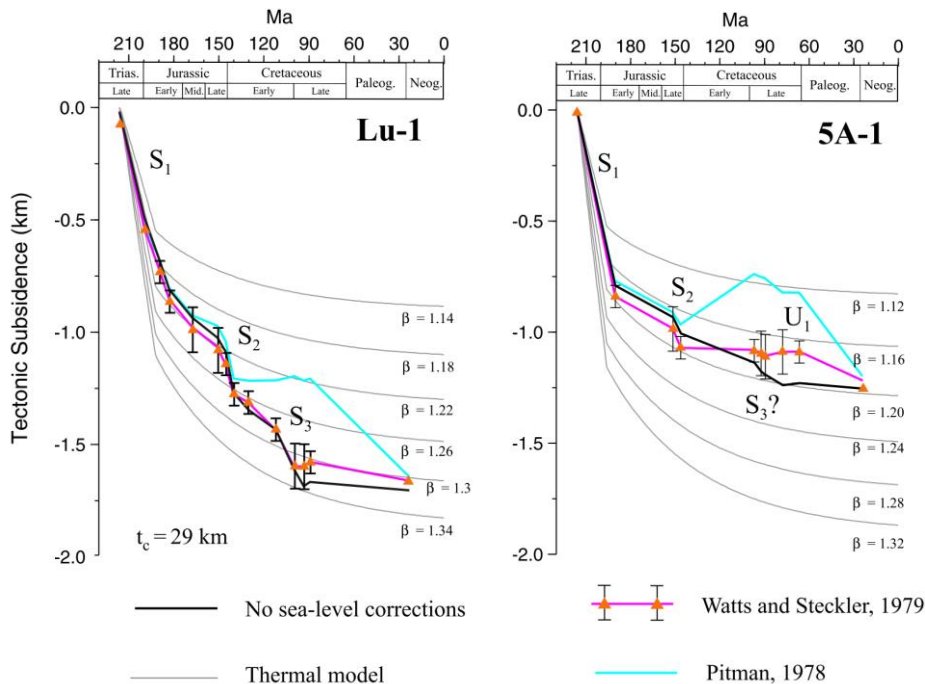 Ma
210 180 150 120 90 60 30 0
Trias. Jurassic Cretaceous Paleog. Neog.
Late Early Mid. Late Early Late
Lu-1
0.0
-0.5
-1.0
-1.5
-2.0
Tectonic Subsidence (km)
S1
S2
S3
β = 1.14
β = 1.18
β = 1.22
β = 1.26
β = 1.3
β = 1.34
tc = 29 km
Ma
210 180 150 120 90 60 30 0
Trias. Jurassic Cretaceous Paleog. Neog.
Late Early Mid. Late Early Late
5A-1
0.0
-0.5
-1.0
-1.5
-2.0
S1
S2
U1
S3?
β = 1.12
β = 1.16
β = 1.20
β = 1.24
β = 1.28
β = 1.32
No sea-level corrections
Watts and Steckler, 1979
Thermal model
Pitman, 1978